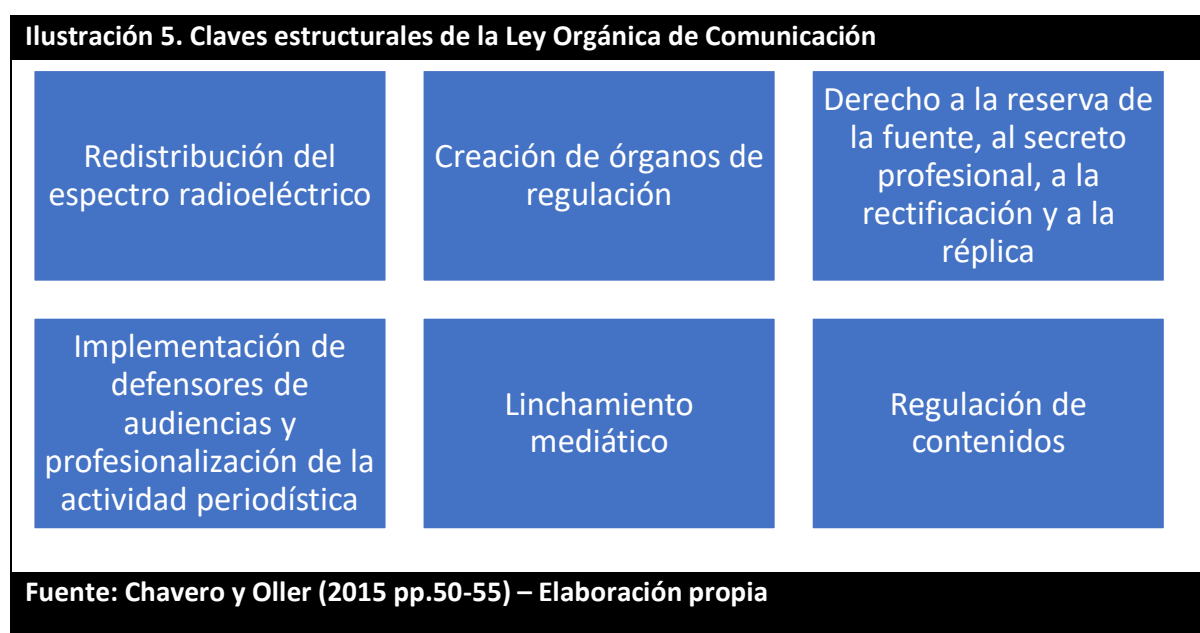 Ilustración 5. Claves estructurales de la Ley Orgánica de Comunicación
Redistribución del
espectro radioeléctrico
Creación de órganos de
regulación
Derecho a la reserva de
la fuente, al secreto
profesional, a la
rectificación y a la
réplica
Implementación de
defensores de
audiencias y
profesionalización de la
actividad periodística
Linchamiento
mediático
Regulación de
contenidos
Fuente: Chavero y Oller (2015 pp.50-55) – Elaboración propia